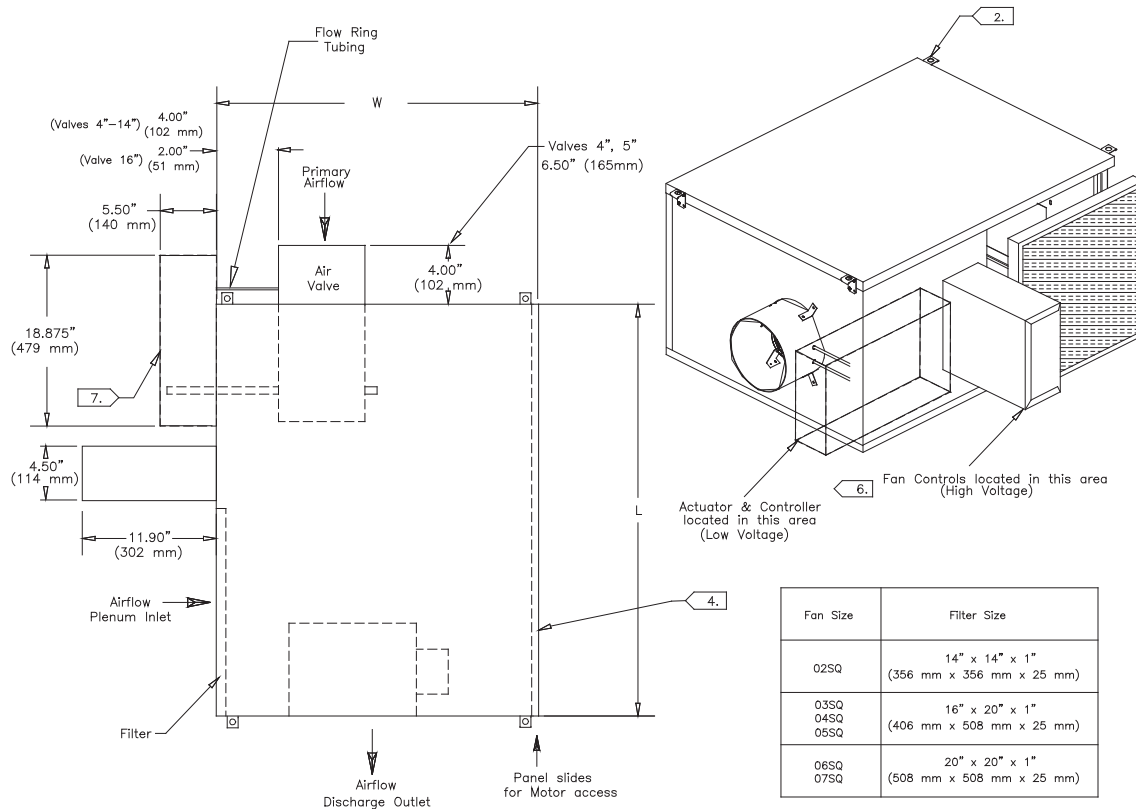 Flow Ring
Tubing
2.
W
(Valves 4"-14") 4.00"
(102 mm)
(Valve 16") 2.00"
(51 mm)
Valves 4", 5"
6.50" (165mm)
Primary
Airflow
5.50"
(140 mm)
Air
Valve
4.00"
(102 mm)
18.875"
(479 mm)
7.
4.50"
(114 mm)
11.90"
(302 mm)
L
6.
Fan Controls located in this area
(High Voltage)
Actuator & Controller
located in this area
(Low Voltage)
Airflow
Plenum Inlet
4.
Filter
Airflow
Discharge Outlet
Panel slides
for Motor access
Fan Size
Filter Size
02SQ
14" x 14" x 1"
(356 mm x 356 mm x 25 mm)
03SQ
04SQ
05SQ
16" x 20" x 1"
(406 mm x 508 mm x 25 mm)
06SQ
07SQ
20" x 20" x 1"
(508 mm x 508 mm x 25 mm)